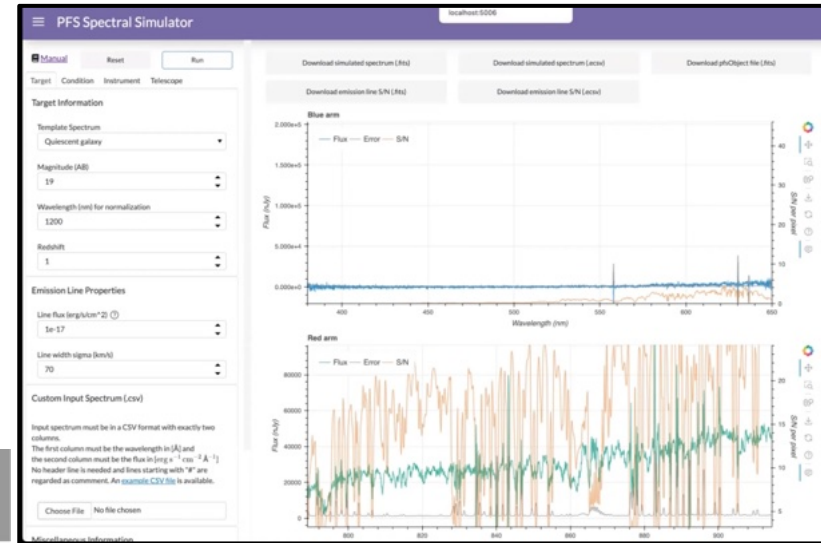 localhost:5006
PFS Spectral Simulator
Manual
Reset
Run
Target Condition Instrument Telescope
Target Information
Template Spectrum
Quiescent galaxy
Magnitude (AB)
19
Wavelength (nm) for normalization
1200
Redshift
1
Emission Line Properties
Line flux (erg/s/cm^2)
1e-17
Line width sigma (km/s)
70
Custom Input Spectrum (.csv)
Input spectrum must be in a CSV format with exactly two
columns.
The first column must be the wavelength in [Å] and
the second column must be the flux in [erg s⁻¹ cm⁻² Å⁻¹]
No header line is needed and lines starting with "#" are
regarded as commment. An example CSV file is available.
Choose File No file chosen
Miscellaneous Information
Download simulated spectrum (.fits)
Download simulated spectrum (.ecsv)
Download pfsObject file (.fits)
Download emission line S/N (.fits)
Download emission line S/N (.ecsv)
Blue arm
Flux Error S/N
2.000e+5
1.500e+5
1.000e+5
5.000e+4
0.000e+0
Flux (nJy)
40
30
20
10
0
S/N per pixel
400 450 500 550 600 650
Wavelength (nm)
Red arm
Flux Error S/N
80000
60000
40000
20000
0
Flux (nJy)
20
15
10
5
S/N per pixel
800 820 840 860 880 900